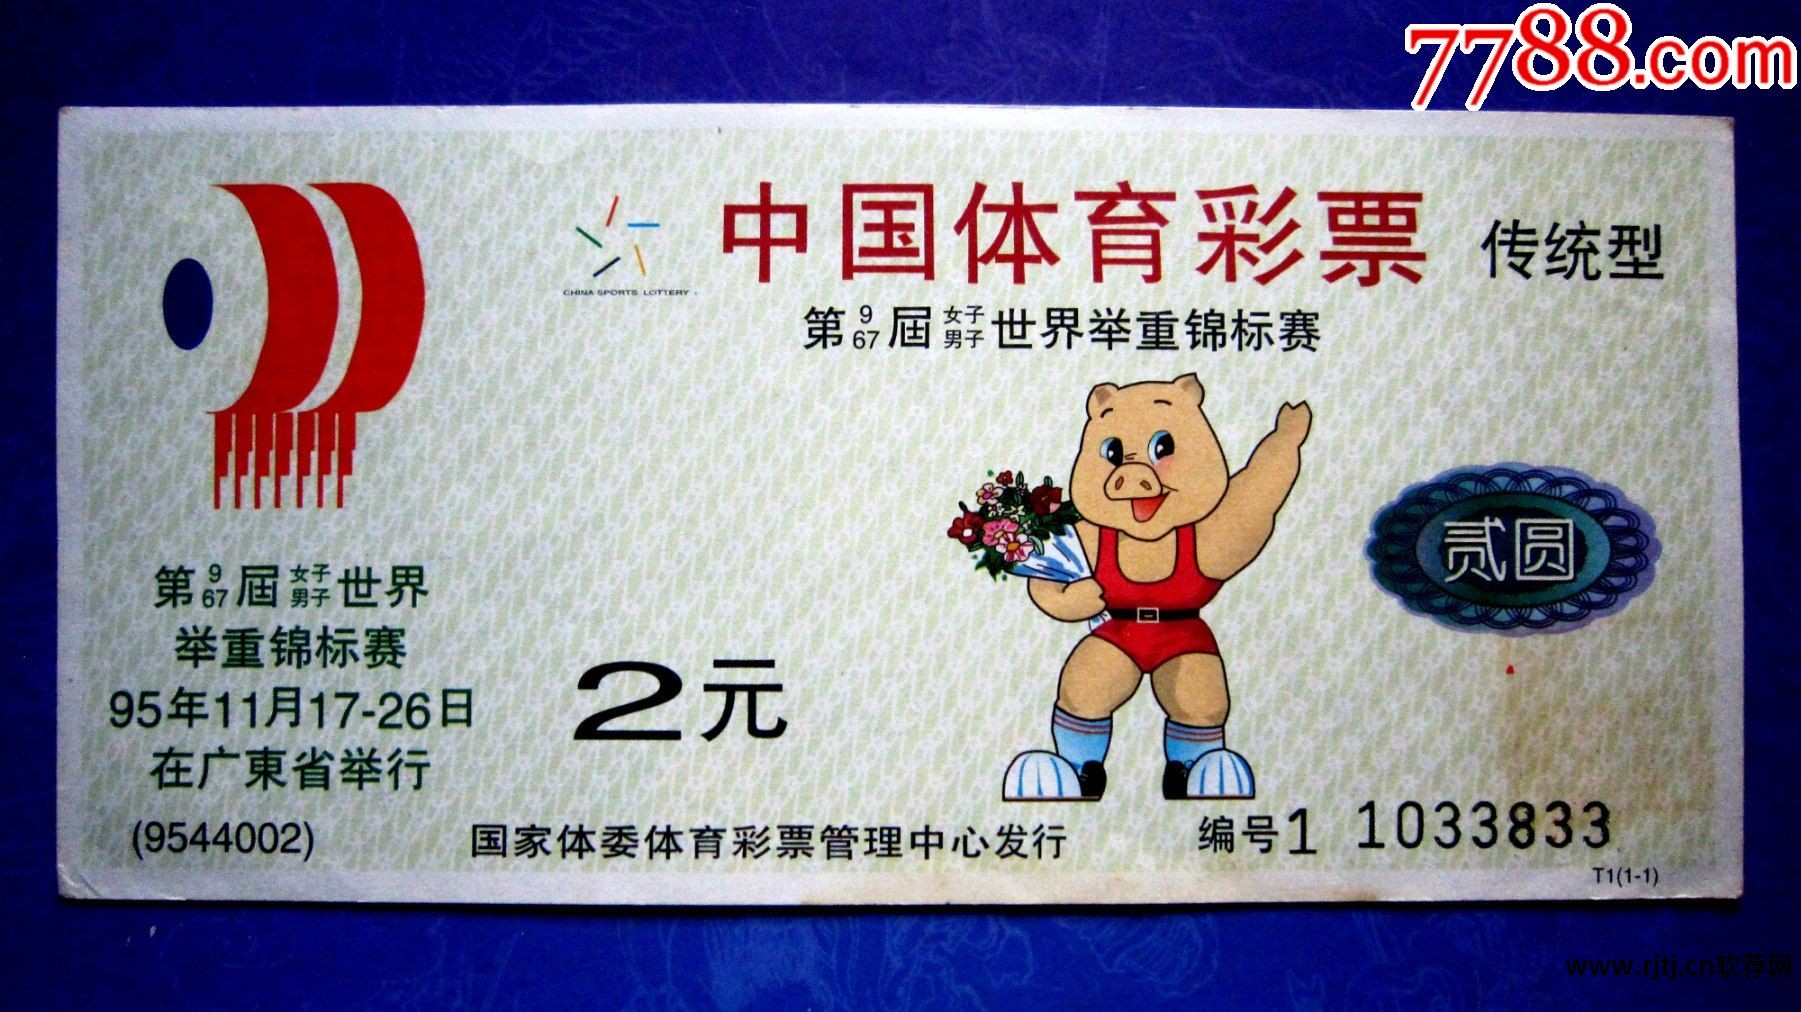 7788.com
中国体育彩票 传统型
CHINA SPORTS LOTTERY
第9/67届女子/男子世界举重锦标赛
贰圆
第9/67届女子/男子世界
举重锦标赛
95年11月17-26日
在广東省举行
(9544002)
2元
国家体委体育彩票管理中心发行
编号1 1033833
T1(1-1)
www.rjtj.cn软荐网